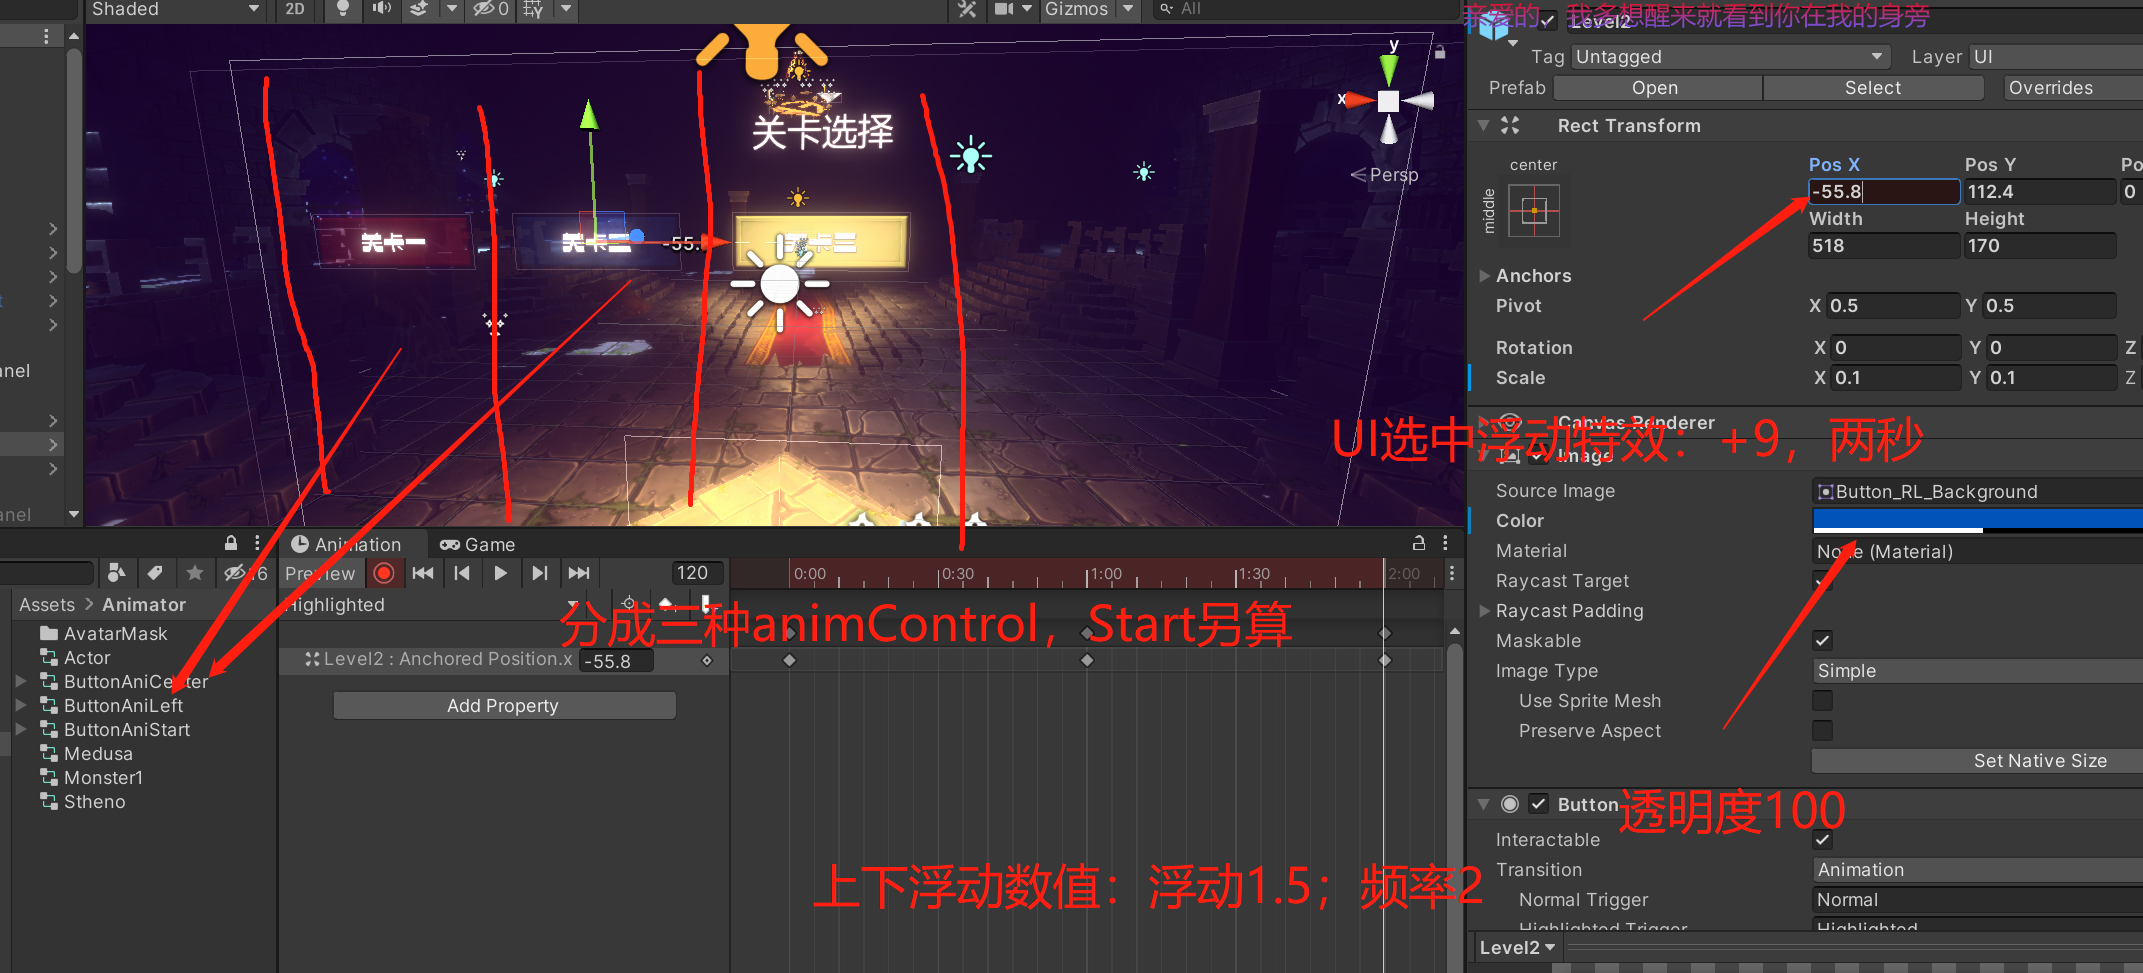 Shaded
2D
0
Gizmos
All
亲爱的，我多想醒来就看到你在我的身旁
Level2
Tag
Untagged
Layer
UI
Prefab
Open
Select
Overrides
Rect Transform
center
middle
Pos X
Pos Y
Po
-55.8
112.4
0
Width
Height
518
170
Anchors
Pivot
X 0.5
Y 0.5
Rotation
X 0
Y 0
Z
Scale
X 0.1
Y 0.1
Z
Canvas Renderer
UI选中浮动特效：+9，两秒
Image
Source Image
Button_RL_Background
Color
Material
None (Material)
Raycast Target
Raycast Padding
Maskable
Image Type
Simple
Use Sprite Mesh
Preserve Aspect
Set Native Size
Button
透明度100
Interactable
Transition
Animation
Normal Trigger
Normal
Highlighted Trigger
Highlighted
Level2
y
x
Persp
关卡选择
关卡一
关卡二
关卡三
-55.
anel
anel
Animation
Game
16
Preview
120
0:00
0:30
1:00
1:30
2:00
Assets > Animator
Highlighted
分成三种animControl，Start另算
AvatarMask
Actor
ButtonAniCenter
ButtonAniLeft
ButtonAniStart
Medusa
Monster1
Stheno
Level2 : Anchored Position.x
-55.8
Add Property
上下浮动数值：浮动1.5；频率2